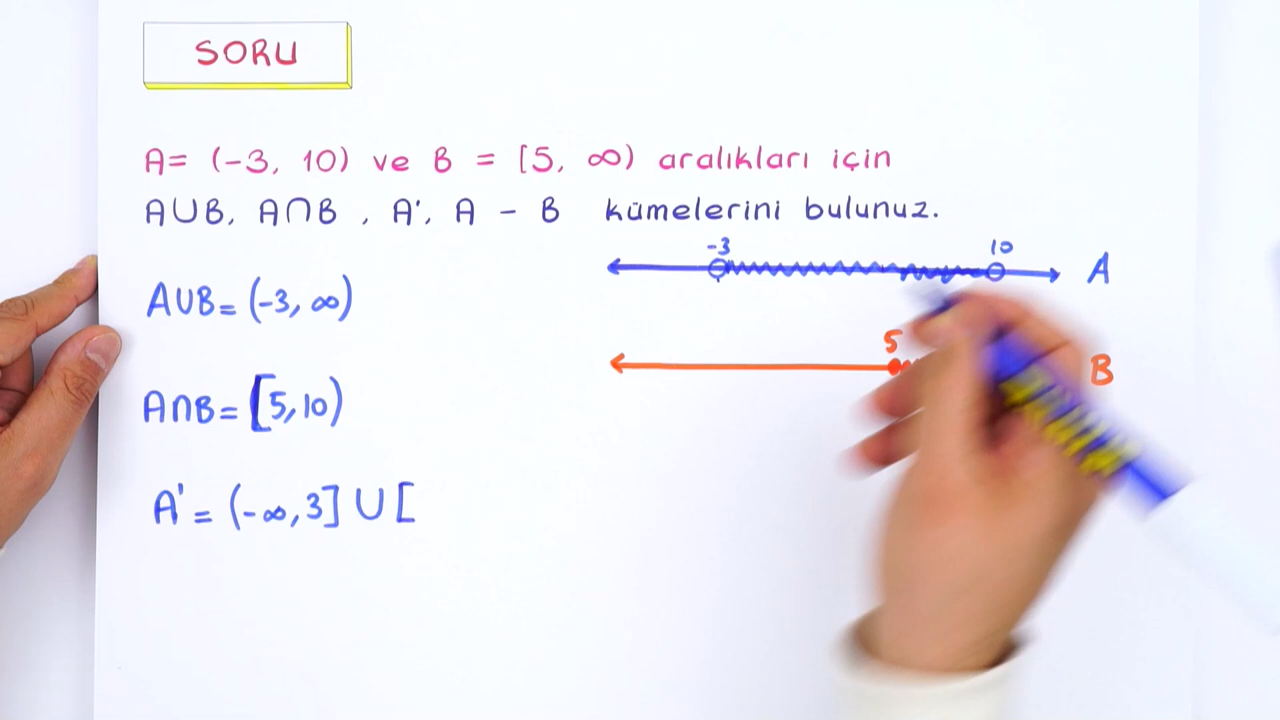 SORU
A= (-3, 10) ve B = [5, ∞) aralıkları için
A∪B, A∩B , A', A - B kümelerini bulunuz.
-3 10
A
A∪B= (-3, ∞)
5
B
A∩B= [5,10)
A' = (-∞,3] ∪ [